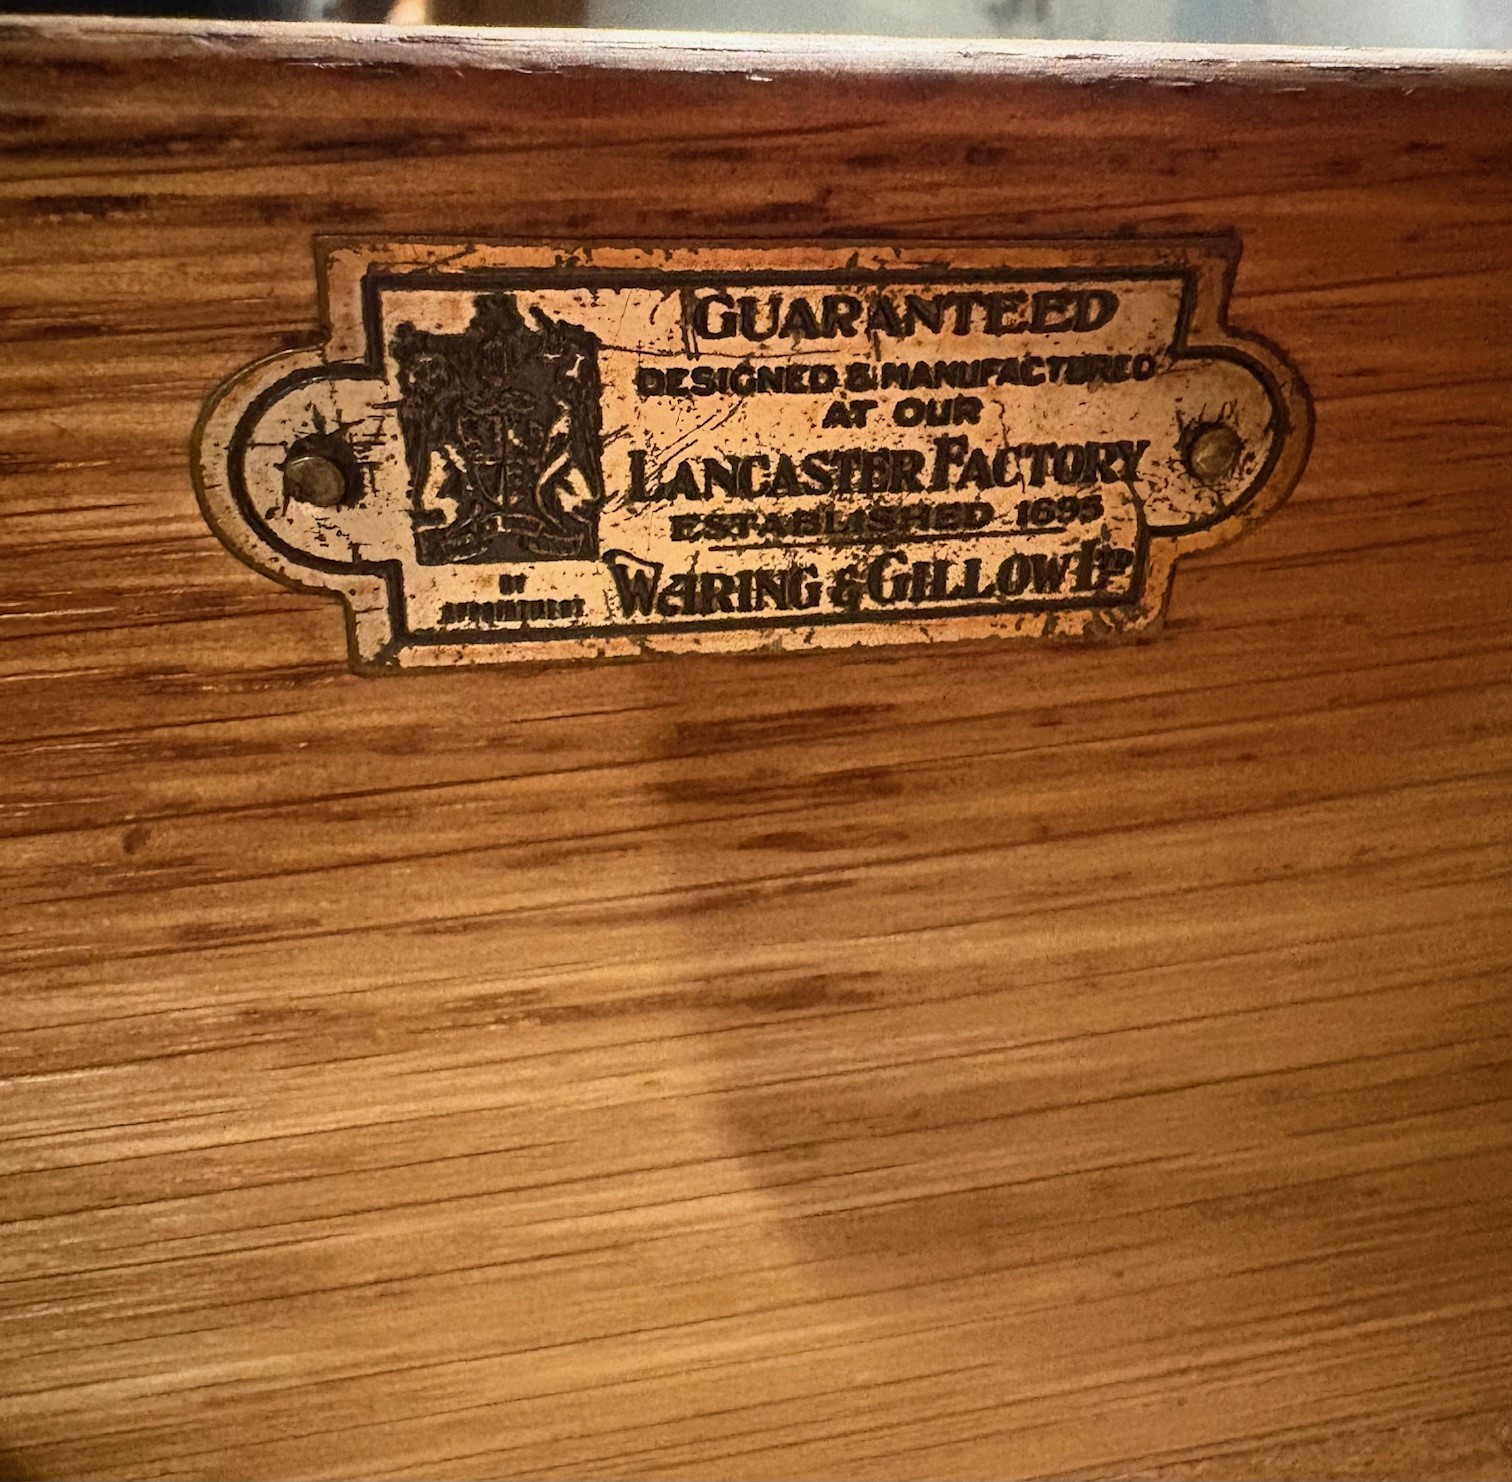 GUARANTEED
DESIGNED & MANUFACTURED
AT OUR
LANCASTER FACTORY
ESTABLISHED 1695
WARING & GILLOW LTD
BY
APPOINTMENT